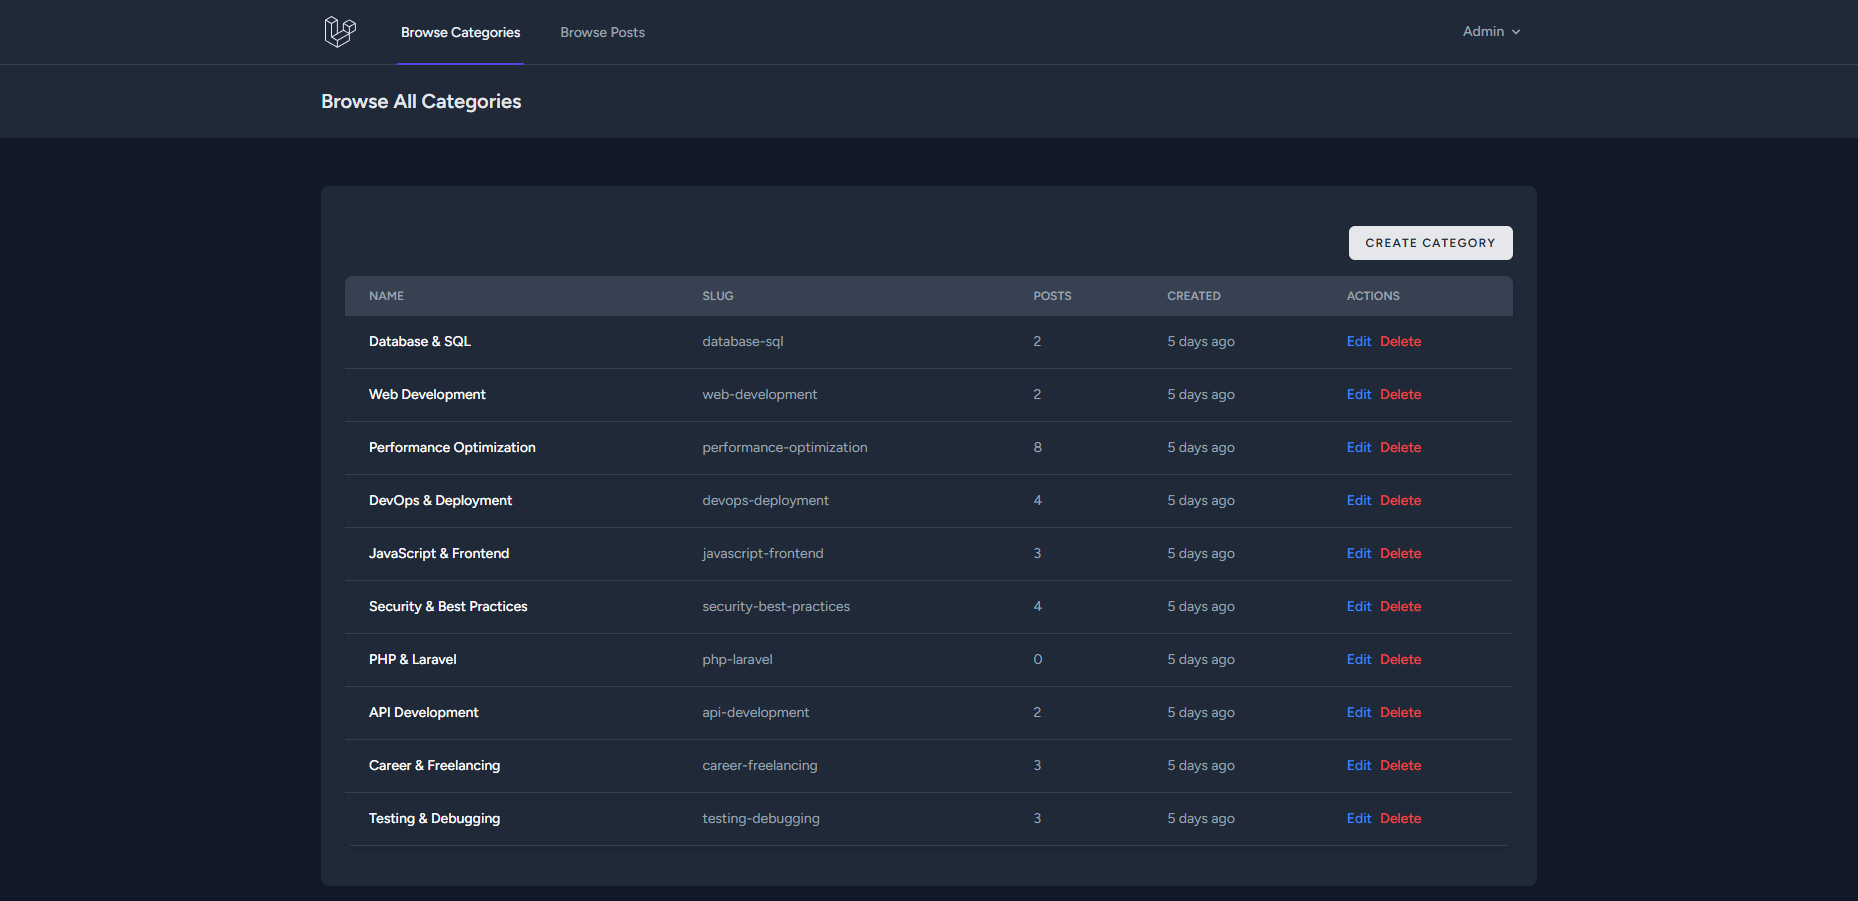 Browse Categories Browse Posts Admin
Browse All Categories
CREATE CATEGORY
NAME SLUG POSTS CREATED ACTIONS
Database & SQL database-sql 2 5 days ago Edit Delete
Web Development web-development 2 5 days ago Edit Delete
Performance Optimization performance-optimization 8 5 days ago Edit Delete
DevOps & Deployment devops-deployment 4 5 days ago Edit Delete
JavaScript & Frontend javascript-frontend 3 5 days ago Edit Delete
Security & Best Practices security-best-practices 4 5 days ago Edit Delete
PHP & Laravel php-laravel 0 5 days ago Edit Delete
API Development api-development 2 5 days ago Edit Delete
Career & Freelancing career-freelancing 3 5 days ago Edit Delete
Testing & Debugging testing-debugging 3 5 days ago Edit Delete